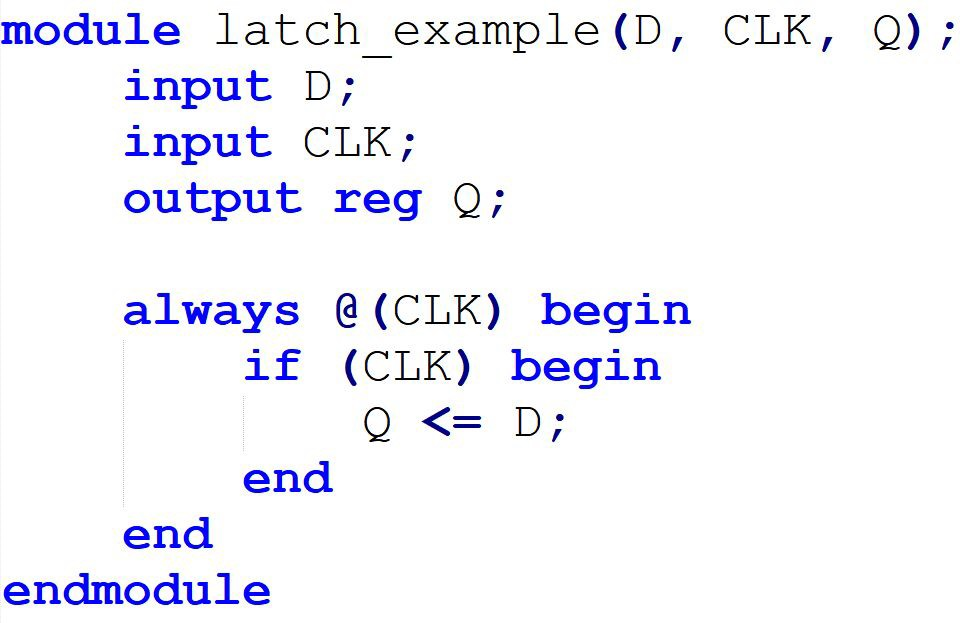 module latch_example(D, CLK, Q);
    input D;
    input CLK;
    output reg Q;

    always @(CLK) begin
        if (CLK) begin
            Q <= D;
        end
    end
endmodule